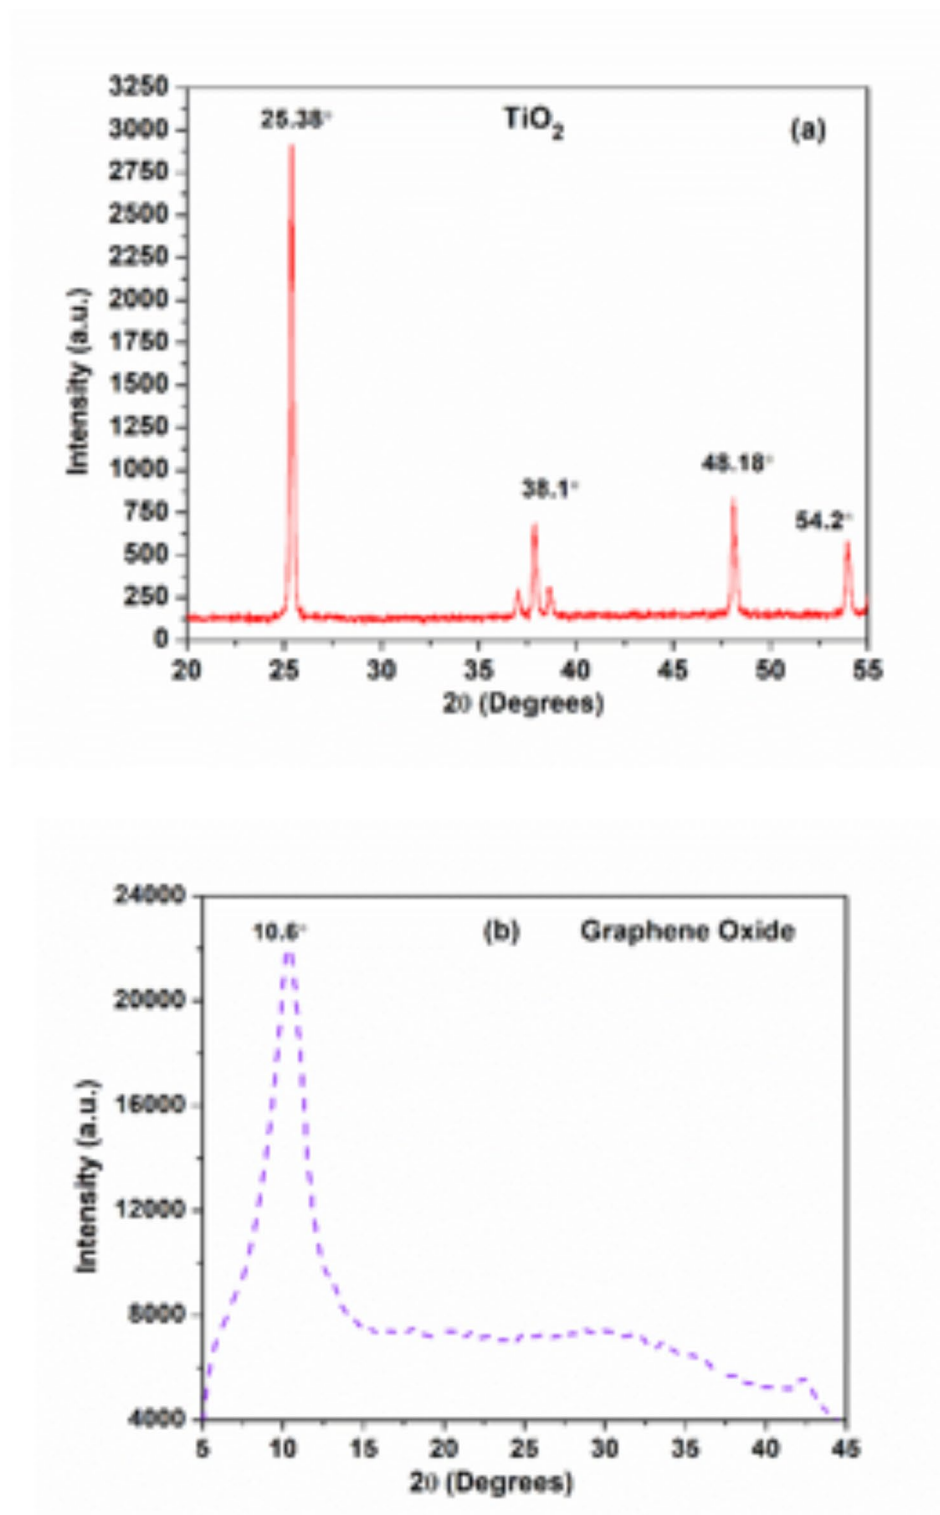 3250
3000
2750
2500
2250
2000
1750
1500
1250
1000
750
500
250
0
Intensity (a.u.)
25.38°
TiO2
(a)
38.1°
48.18°
54.2°
20 25 30 35 40 45 50 55
2θ (Degrees)
24000
20000
16000
12000
8000
4000
Intensity (a.u.)
10.6°
(b) Graphene Oxide
5 10 15 20 25 30 35 40 45
2θ (Degrees)